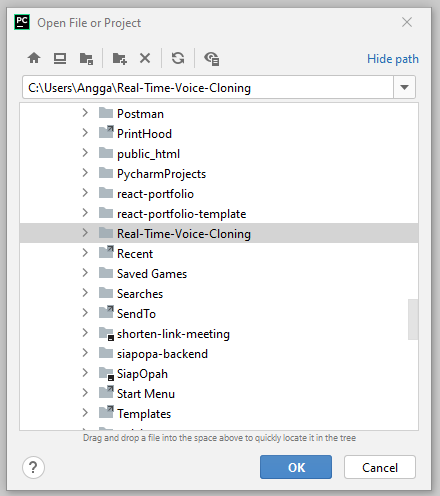 PC Open File or Project
Hide path
C:\Users\Angga\Real-Time-Voice-Cloning
Postman
PrintHood
public_html
PycharmProjects
react-portfolio
react-portfolio-template
Real-Time-Voice-Cloning
Recent
Saved Games
Searches
SendTo
shorten-link-meeting
siapopa-backend
SiapOpah
Start Menu
Templates
Drag and drop a file into the space above to quickly locate it in the tree
? OK Cancel